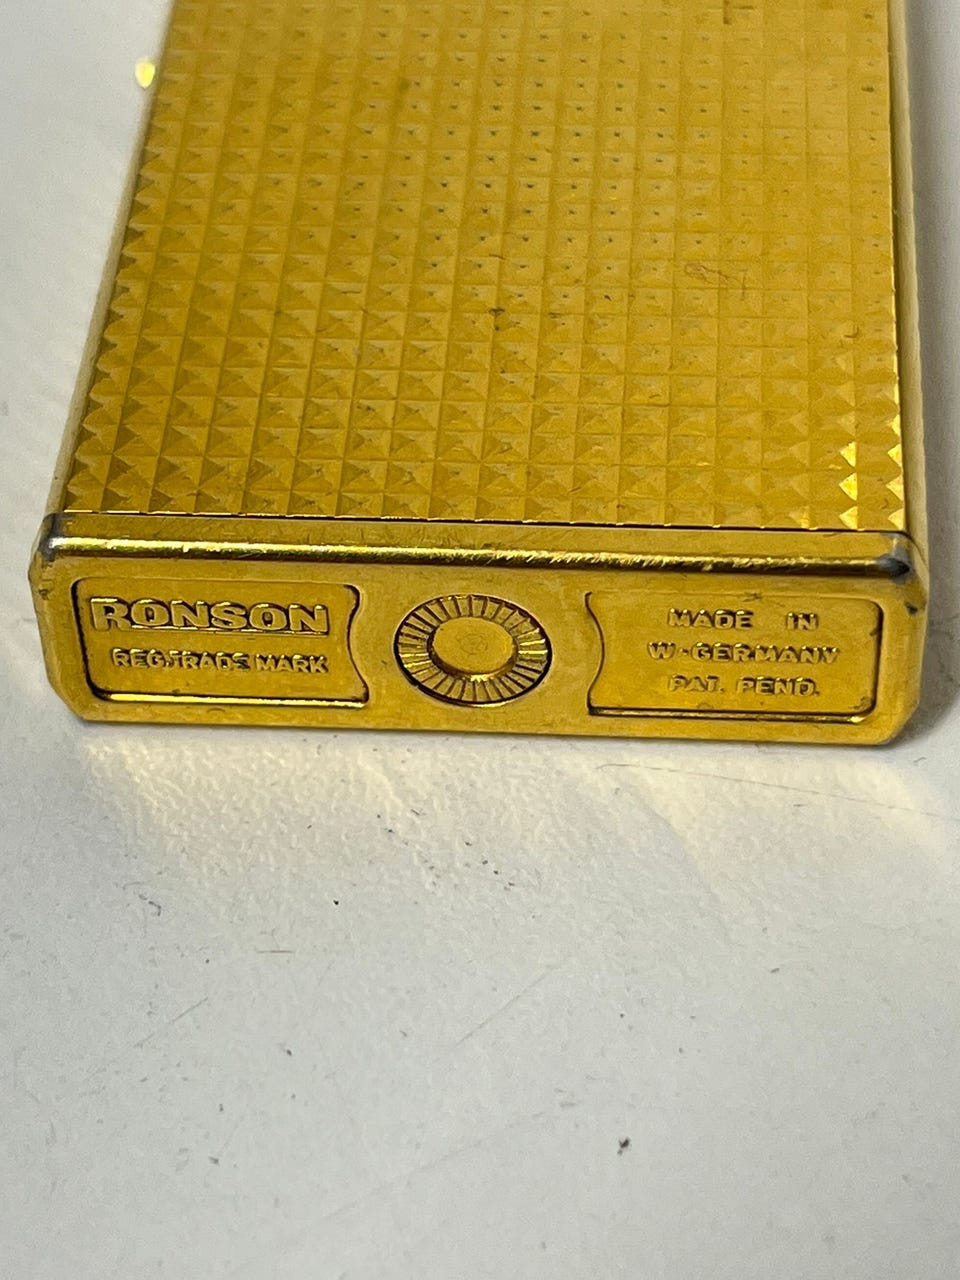 RONSON
REG. TRADE MARK
MADE IN
W-GERMANY
PAT. PEND.